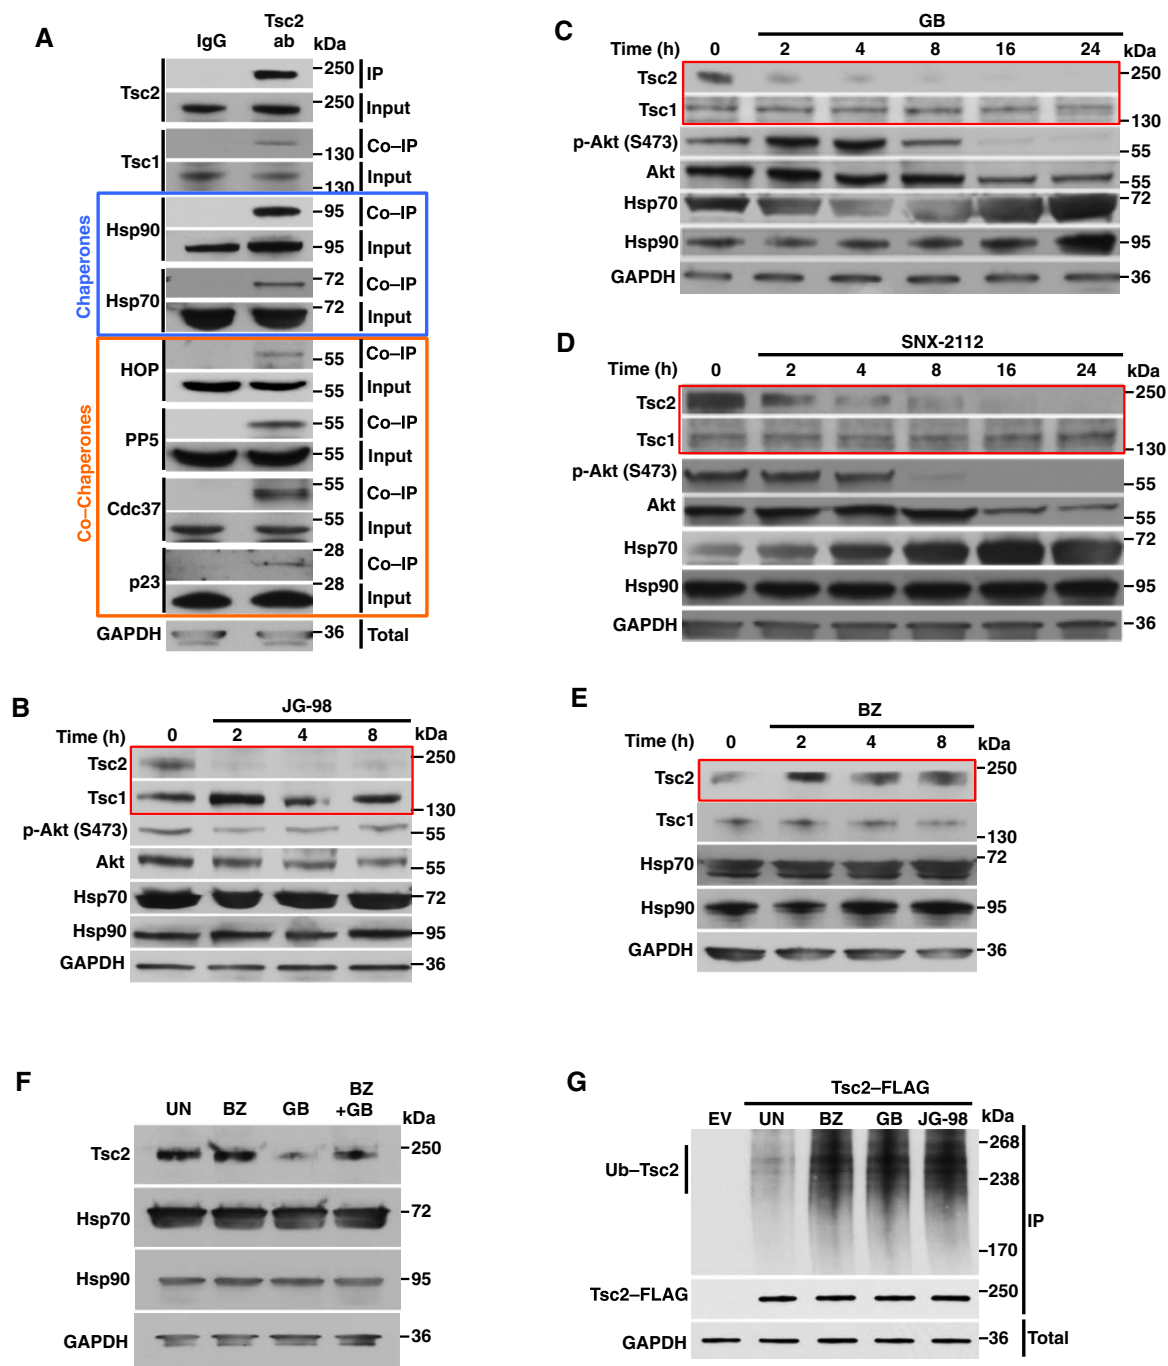 A
IgG
Tsc2
ab
kDa
Tsc2
250
IP
250
Input
Tsc1
130
Co–IP
130
Input
Chaperones
Hsp90
95
Co–IP
95
Input
Hsp70
72
Co–IP
72
Input
Co–Chaperones
HOP
55
Co–IP
55
Input
PP5
55
Co–IP
55
Input
Cdc37
55
Co–IP
55
Input
p23
28
Co–IP
28
Input
GAPDH
36
Total
B
JG-98
Time (h) 0 2 4 8 kDa
Tsc2 250
Tsc1 130
p-Akt (S473) 55
Akt 55
Hsp70 72
Hsp90 95
GAPDH 36
C
GB
Time (h) 0 2 4 8 16 24 kDa
Tsc2 250
Tsc1 130
p-Akt (S473) 55
Akt 55
Hsp70 72
Hsp90 95
GAPDH 36
D
SNX-2112
Time (h) 0 2 4 8 16 24 kDa
Tsc2 250
Tsc1 130
p-Akt (S473) 55
Akt 55
Hsp70 72
Hsp90 95
GAPDH 36
E
BZ
Time (h) 0 2 4 8 kDa
Tsc2 250
Tsc1 130
Hsp70 72
Hsp90 95
GAPDH 36
F
UN BZ GB BZ
+GB
kDa
Tsc2 250
Hsp70 72
Hsp90 95
GAPDH 36
G
Tsc2–FLAG
EV UN BZ GB JG-98 kDa
Ub–Tsc2
268
238
170
IP
Tsc2–FLAG 250
GAPDH 36 Total